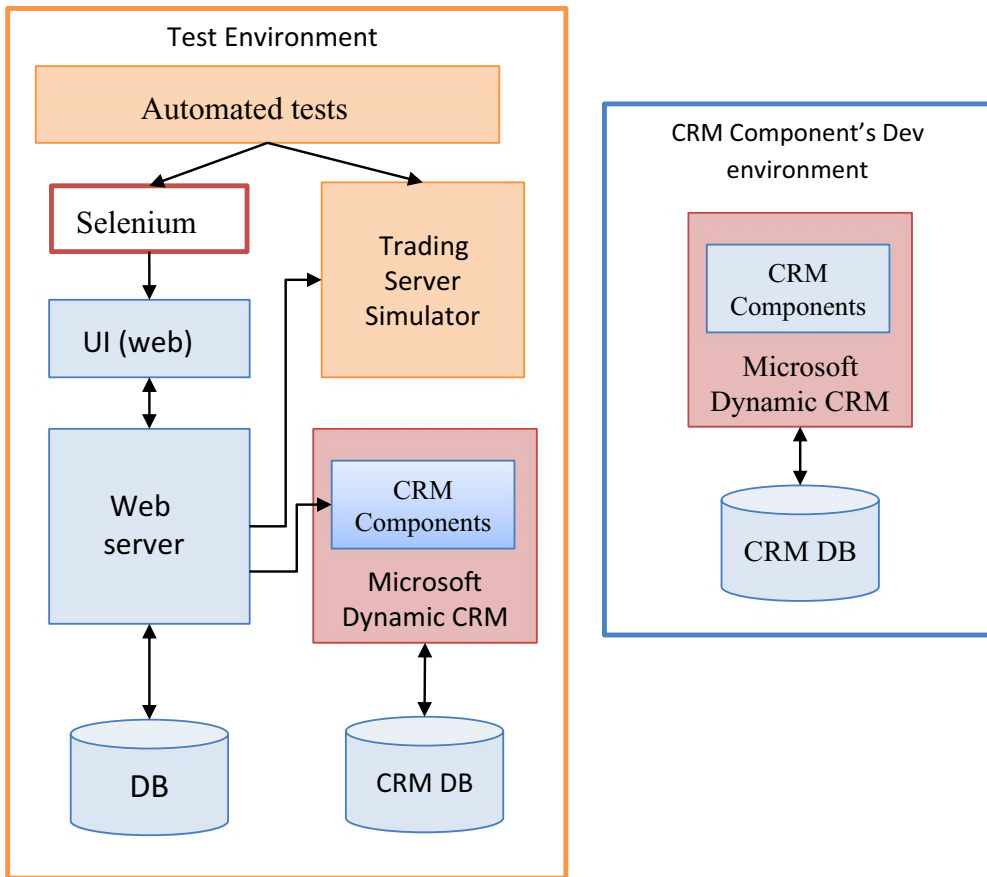 Test Environment
Automated tests
Selenium
Trading
Server
Simulator
UI (web)
Web
server
CRM
Components
Microsoft
Dynamic CRM
DB
CRM DB
CRM Component’s Dev
environment
CRM
Components
Microsoft
Dynamic CRM
CRM DB